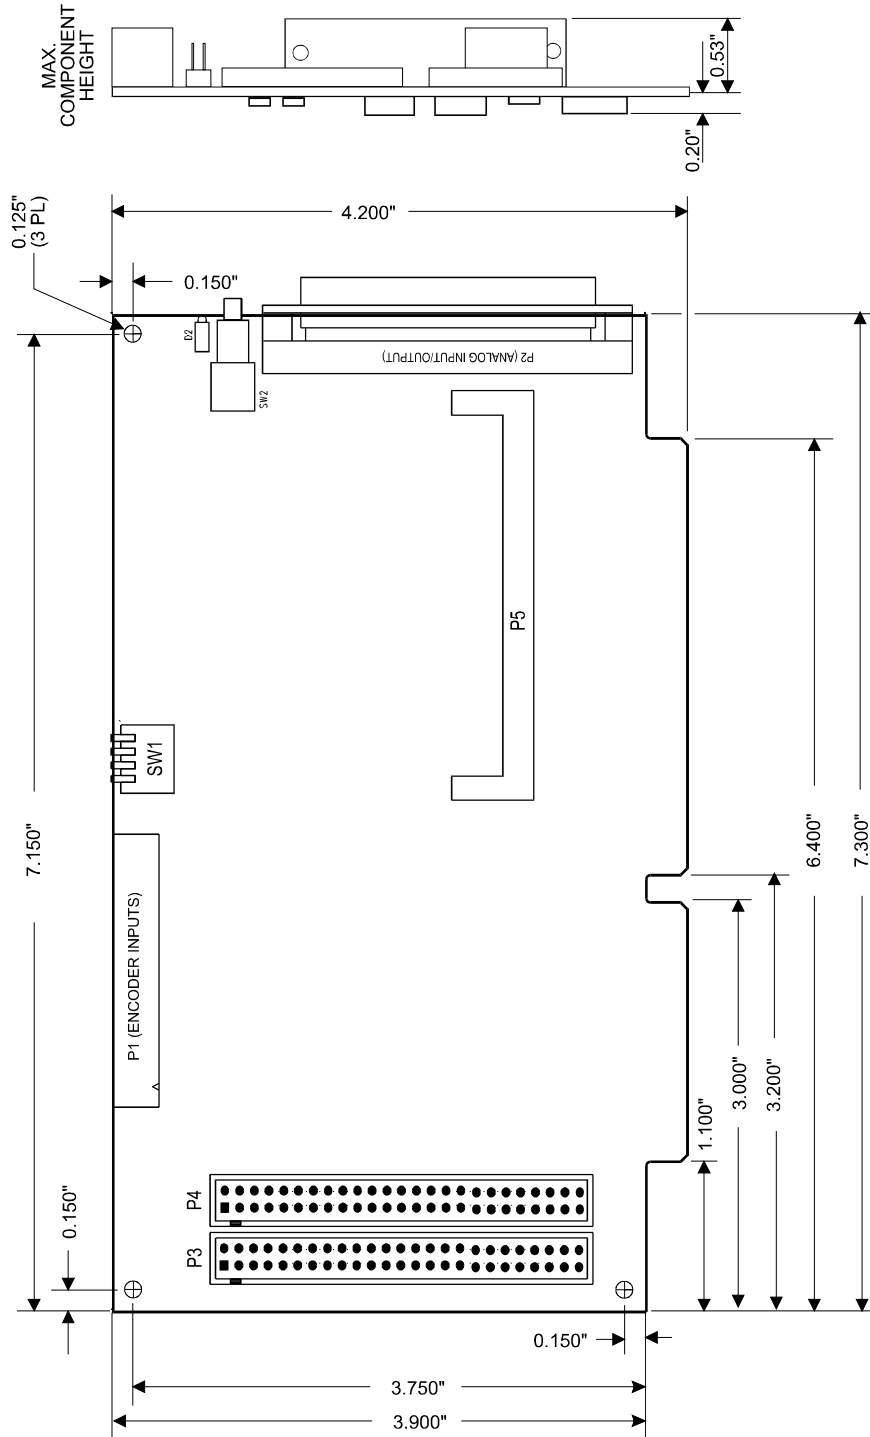 MAX.
COMPONENT
HEIGHT
0.53"
0.20"
0.125"
(3 PL)
4.200"
0.150"
D2
SW2
P2 (ANALOG INPUT/OUTPUT)
P5
SW1
7.150"
6.400"
7.300"
P1 (ENCODER INPUTS)
3.000"
3.200"
1.100"
P4
P3
0.150"
0.150"
3.750"
3.900"